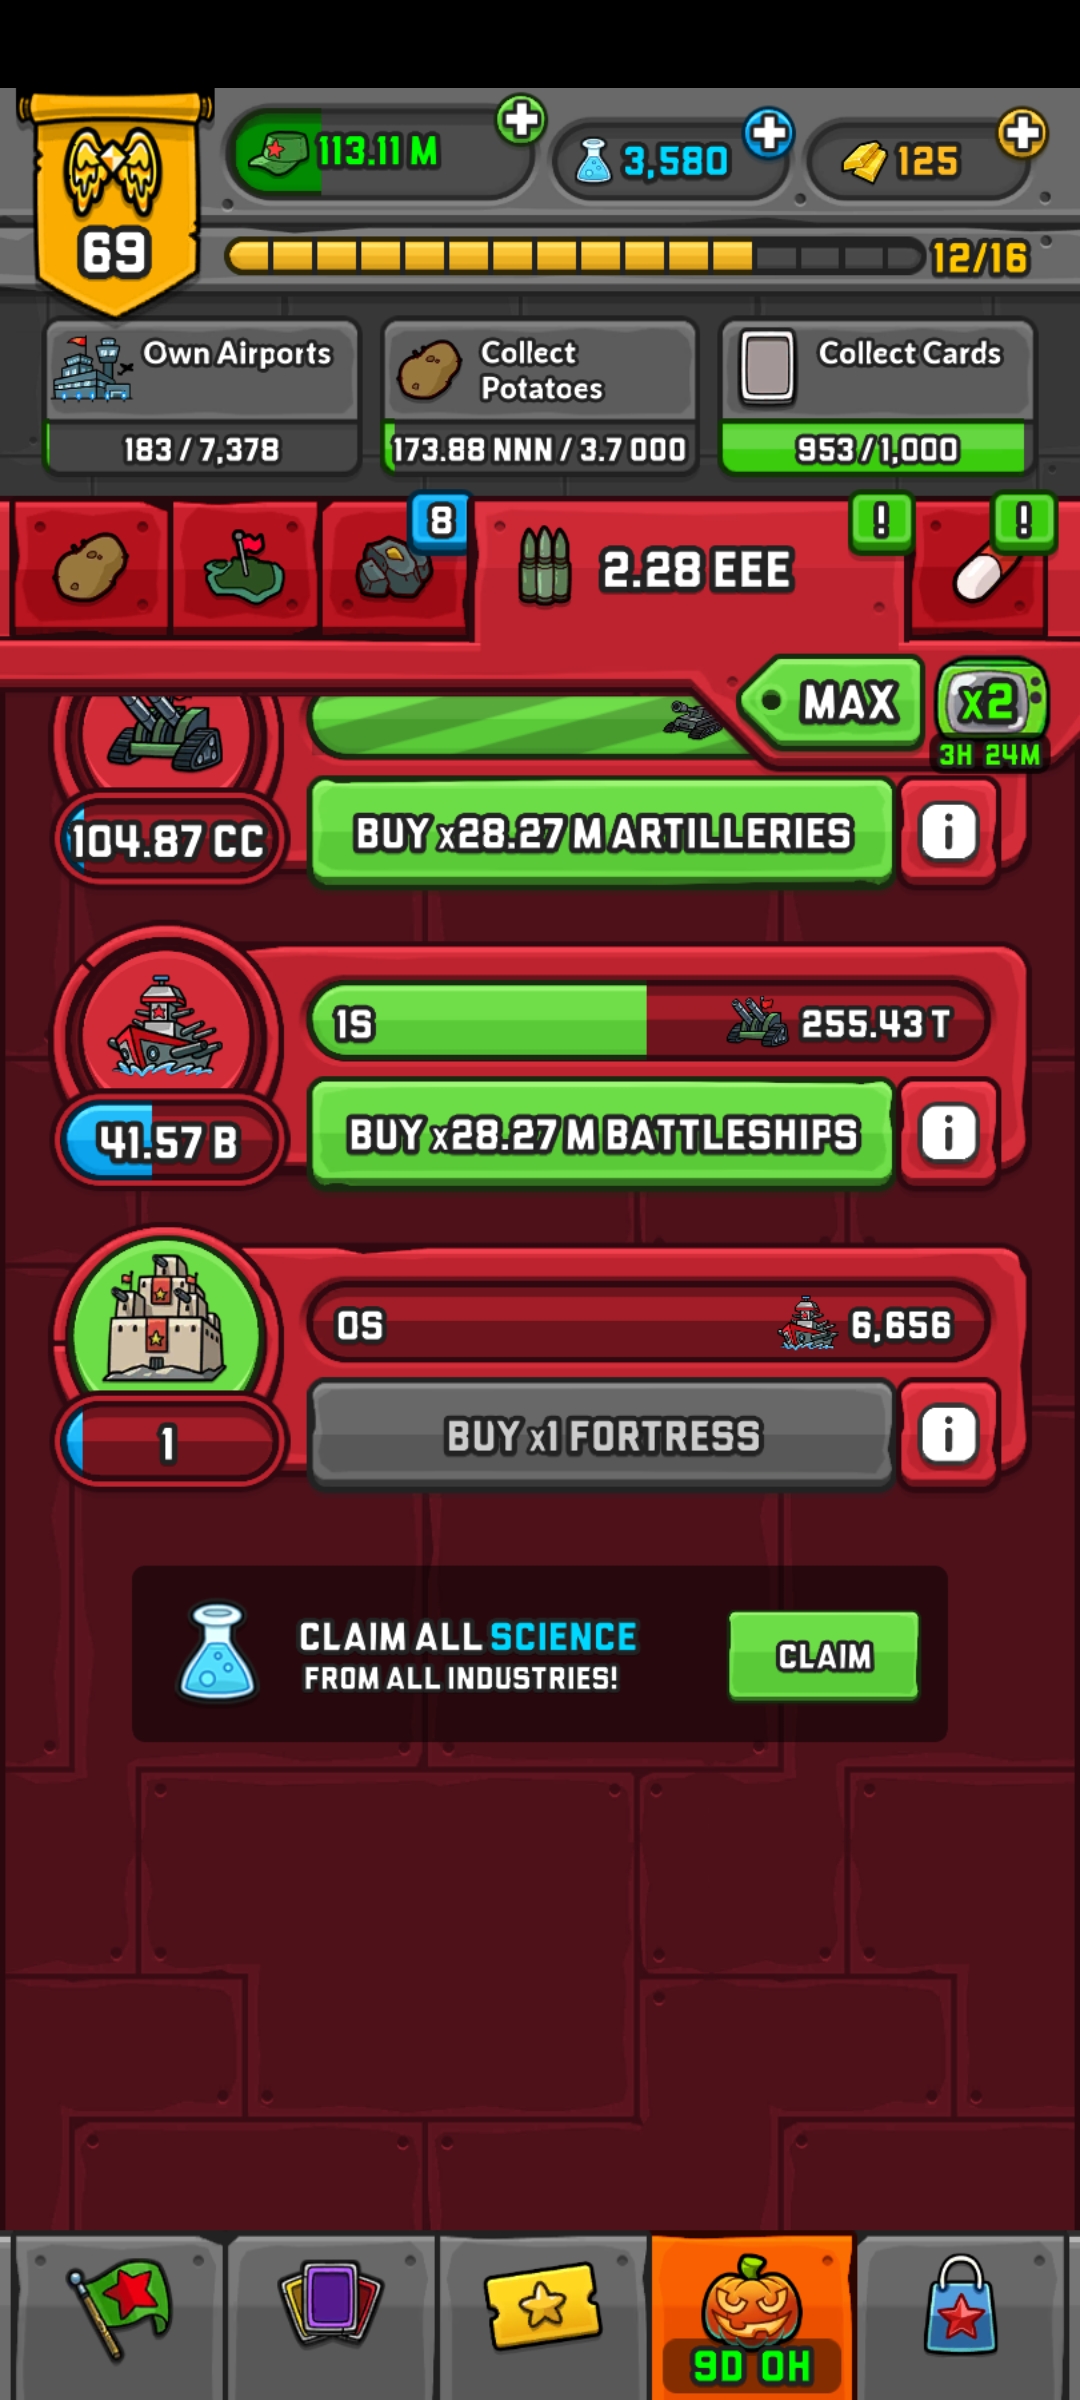 113.11 M
3,580
125
69
12/16
Own Airports
183 / 7,378
Collect
Potatoes
173.88 NNN / 3.7 000
Collect Cards
953 / 1,000
8
2.28 EEE
!
!
MAX
x2
3H 24M
104.87 CC
BUY x28.27 M ARTILLERIES
i
1S
255.43 T
41.57 B
BUY x28.27 M BATTLESHIPS
i
0S
6,656
1
BUY x1 FORTRESS
i
CLAIM ALL SCIENCE
FROM ALL INDUSTRIES!
CLAIM
9D 0H